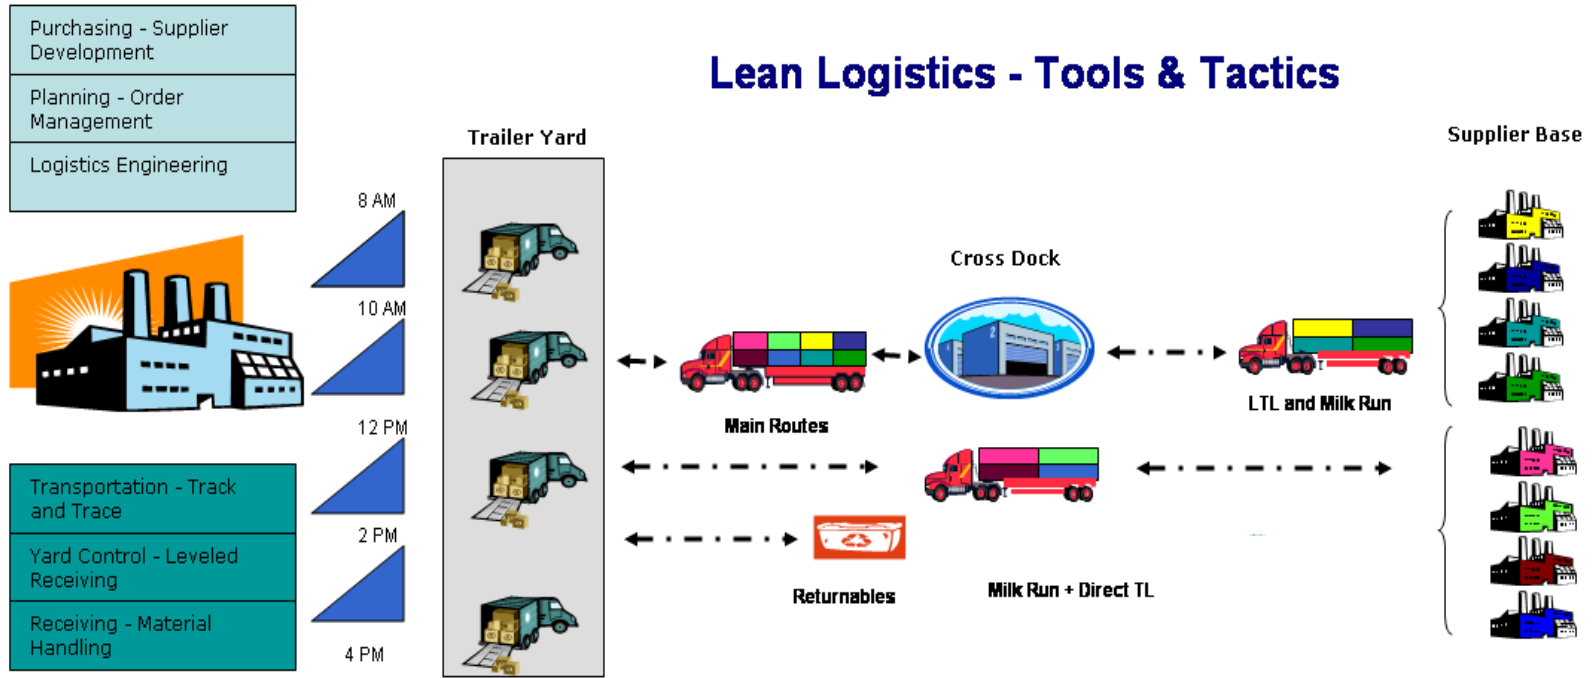 Purchasing - Supplier
Development
Planning - Order
Management
Logistics Engineering
Lean Logistics - Tools & Tactics
Trailer Yard
Supplier Base
8 AM
10 AM
12 PM
2 PM
4 PM
Cross Dock
2
Main Routes
LTL and Milk Run
Returnables
Milk Run + Direct TL
Transportation - Track
and Trace
Yard Control - Leveled
Receiving
Receiving - Material
Handling